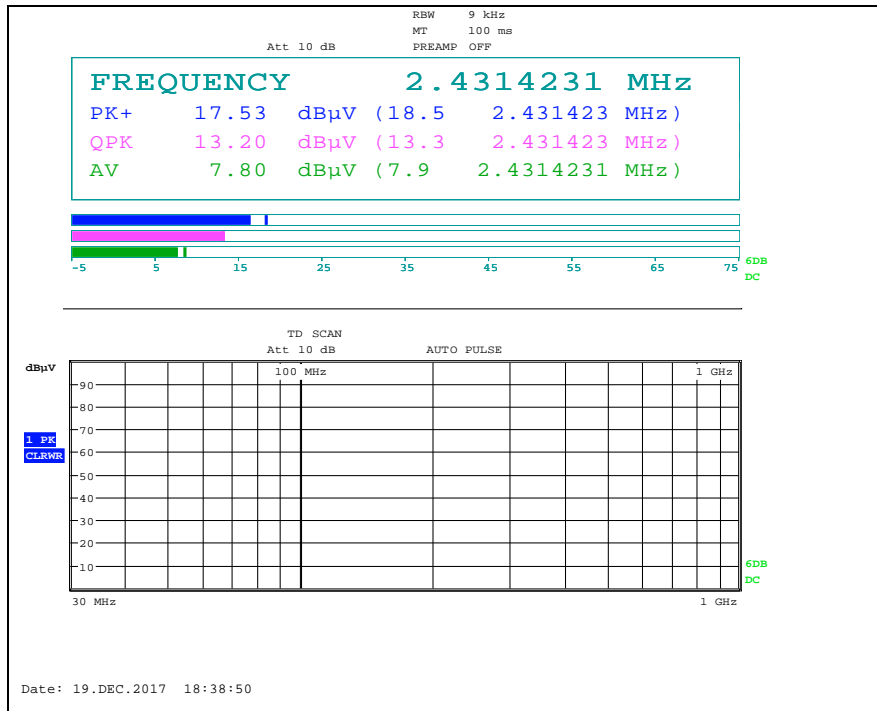 RBW 9 kHz
MT 100 ms
Att 10 dB PREAMP OFF
FREQUENCY 2.4314231 MHz
PK+ 17.53 dBµV (18.5 2.431423 MHz)
QPK 13.20 dBµV (13.3 2.431423 MHz)
AV 7.80 dBµV (7.9 2.4314231 MHz)
-5 5 15 25 35 45 55 65 75
6DB
DC
TD SCAN
Att 10 dB AUTO PULSE
dBµV
100 MHz 1 GHz
90
80
70
1 PK
CLRWR
60
50
40
30
20
10
6DB
DC
30 MHz 1 GHz
Date: 19.DEC.2017 18:38:50